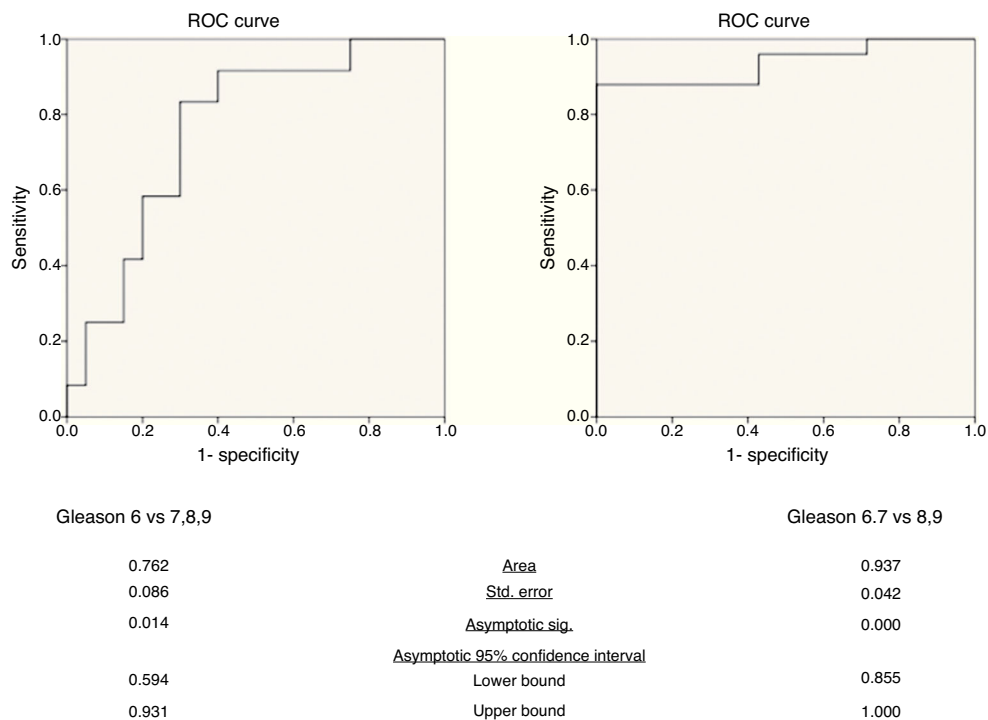 ROC curve
1.0
0.8
0.6
0.4
0.2
0.0
Sensitivity
0.0 0.2 0.4 0.6 0.8 1.0
1- specificity
ROC curve
1.0
0.8
0.6
0.4
0.2
0.0
Sensitivity
0.0 0.2 0.4 0.6 0.8 1.0
1- specificity
Gleason 6 vs 7,8,9 Gleason 6.7 vs 8,9
0.762 Area 0.937
0.086 Std. error 0.042
0.014 Asymptotic sig. 0.000
Asymptotic 95% confidence interval
0.594 Lower bound 0.855
0.931 Upper bound 1.000